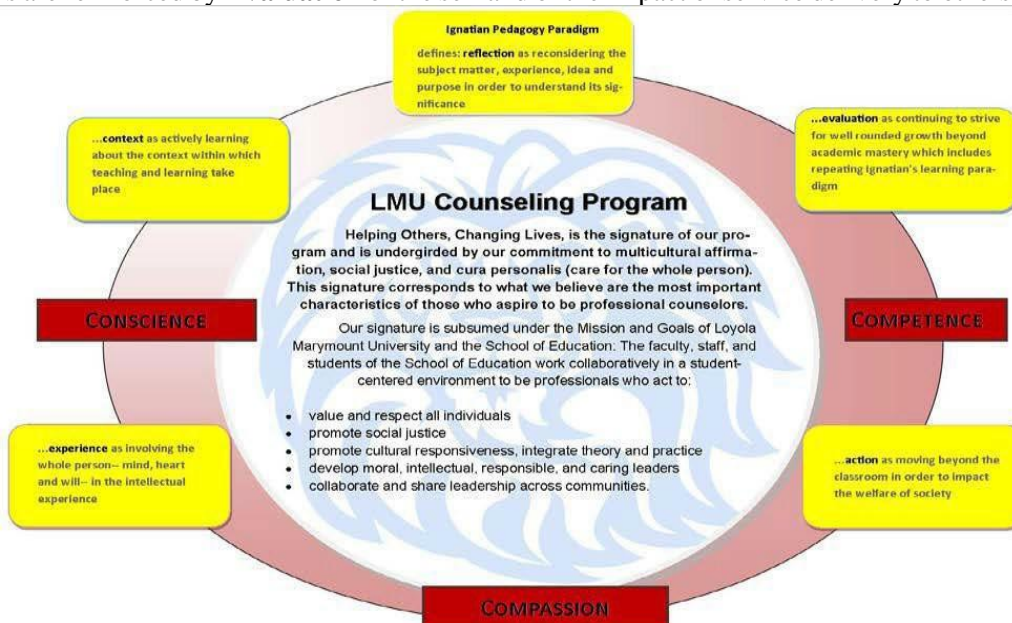 Ignatian Pedagogy Paradigm
defines: reflection as reconsidering the
subject matter, experience, idea and
purpose in order to understand its sig-
nificance
...context as actively learning
about the context within which
teaching and learning take
place
...evaluation as continuing to strive
for well rounded growth beyond
academic mastery which includes
repeating Ignatian's learning para-
digm
LMU Counseling Program
Helping Others, Changing Lives, is the signature of our pro-
gram and is undergirded by our commitment to multicultural affirma-
tion, social justice, and cura personalis (care for the whole person).
This signature corresponds to what we believe are the most important
characteristics of those who aspire to be professional counselors.
CONSCIENCE
COMPETENCE
Our signature is subsumed under the Mission and Goals of Loyola
Marymount University and the School of Education: The faculty, staff, and
students of the School of Education work collaboratively in a student-
centered environment to be professionals who act to:
• value and respect all individuals
• promote social justice
• promote cultural responsiveness, integrate theory and practice
• develop moral, intellectual, responsible, and caring leaders
• collaborate and share leadership across communities.
...experience as involving the
whole person-- mind, heart
and will-- in the intellectual
experience
...action as moving beyond the
classroom in order to impact
the welfare of society
COMPASSION